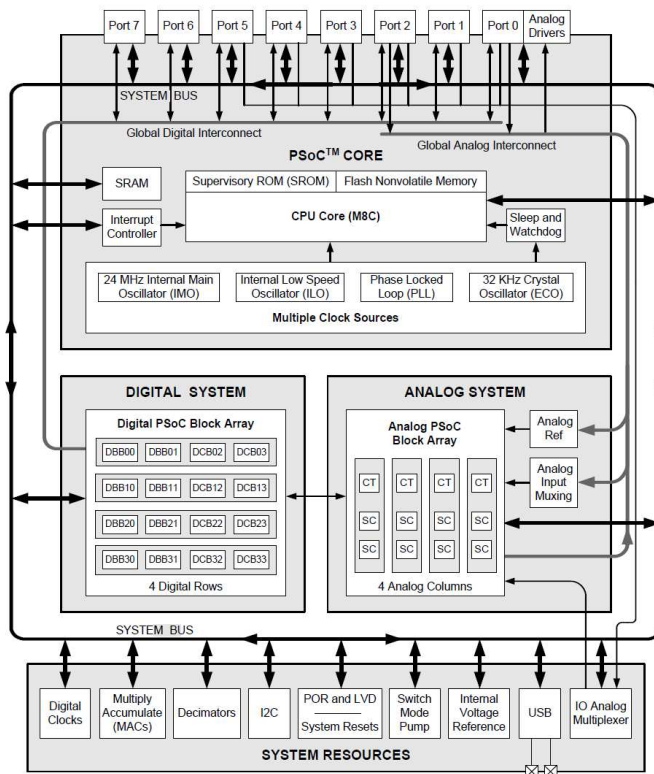 Port 7 Port 6 Port 5 Port 4 Port 3 Port 2 Port 1 Port 0 Analog
Drivers
SYSTEM BUS
Global Digital Interconnect
Global Analog Interconnect
PSoC™ CORE
SRAM
Supervisory ROM (SROM) Flash Nonvolatile Memory
CPU Core (M8C)
Interrupt
Controller
Sleep and
Watchdog
24 MHz Internal Main
Oscillator (IMO)
Internal Low Speed
Oscillator (ILO)
Phase Locked
Loop (PLL)
32 KHz Crystal
Oscillator (ECO)
Multiple Clock Sources
DIGITAL SYSTEM
Digital PSoC Block Array
DBB00 DBB01 DCB02 DCB03
DBB10 DBB11 DCB12 DCB13
DBB20 DBB21 DCB22 DCB23
DBB30 DBB31 DCB32 DCB33
4 Digital Rows
ANALOG SYSTEM
Analog PSoC
Block Array
CT CT CT CT
SC SC SC SC
SC SC SC SC
4 Analog Columns
Analog
Ref
Analog
Input
Muxing
SYSTEM BUS
Digital
Clocks
Multiply
Accumulate
(MACs)
Decimators
I2C
POR and LVD
System Resets
Switch
Mode
Pump
Internal
Voltage
Reference
USB
IO Analog
Multiplexer
SYSTEM RESOURCES